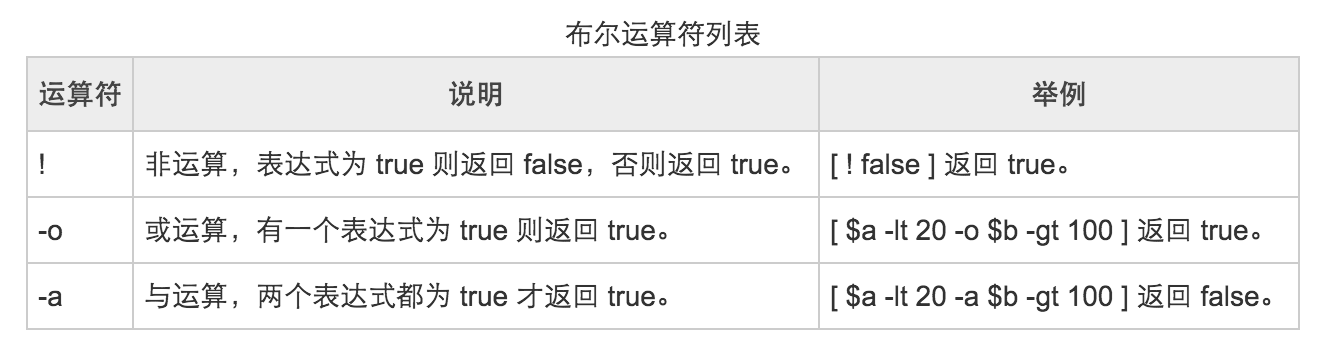 布尔运算符列表
运算符 说明 举例
! 非运算，表达式为 true 则返回 false，否则返回 true。 [ ! false ] 返回 true。
-o 或运算，有一个表达式为 true 则返回 true。 [ $a -lt 20 -o $b -gt 100 ] 返回 true。
-a 与运算，两个表达式都为 true 才返回 true。 [ $a -lt 20 -a $b -gt 100 ] 返回 false。